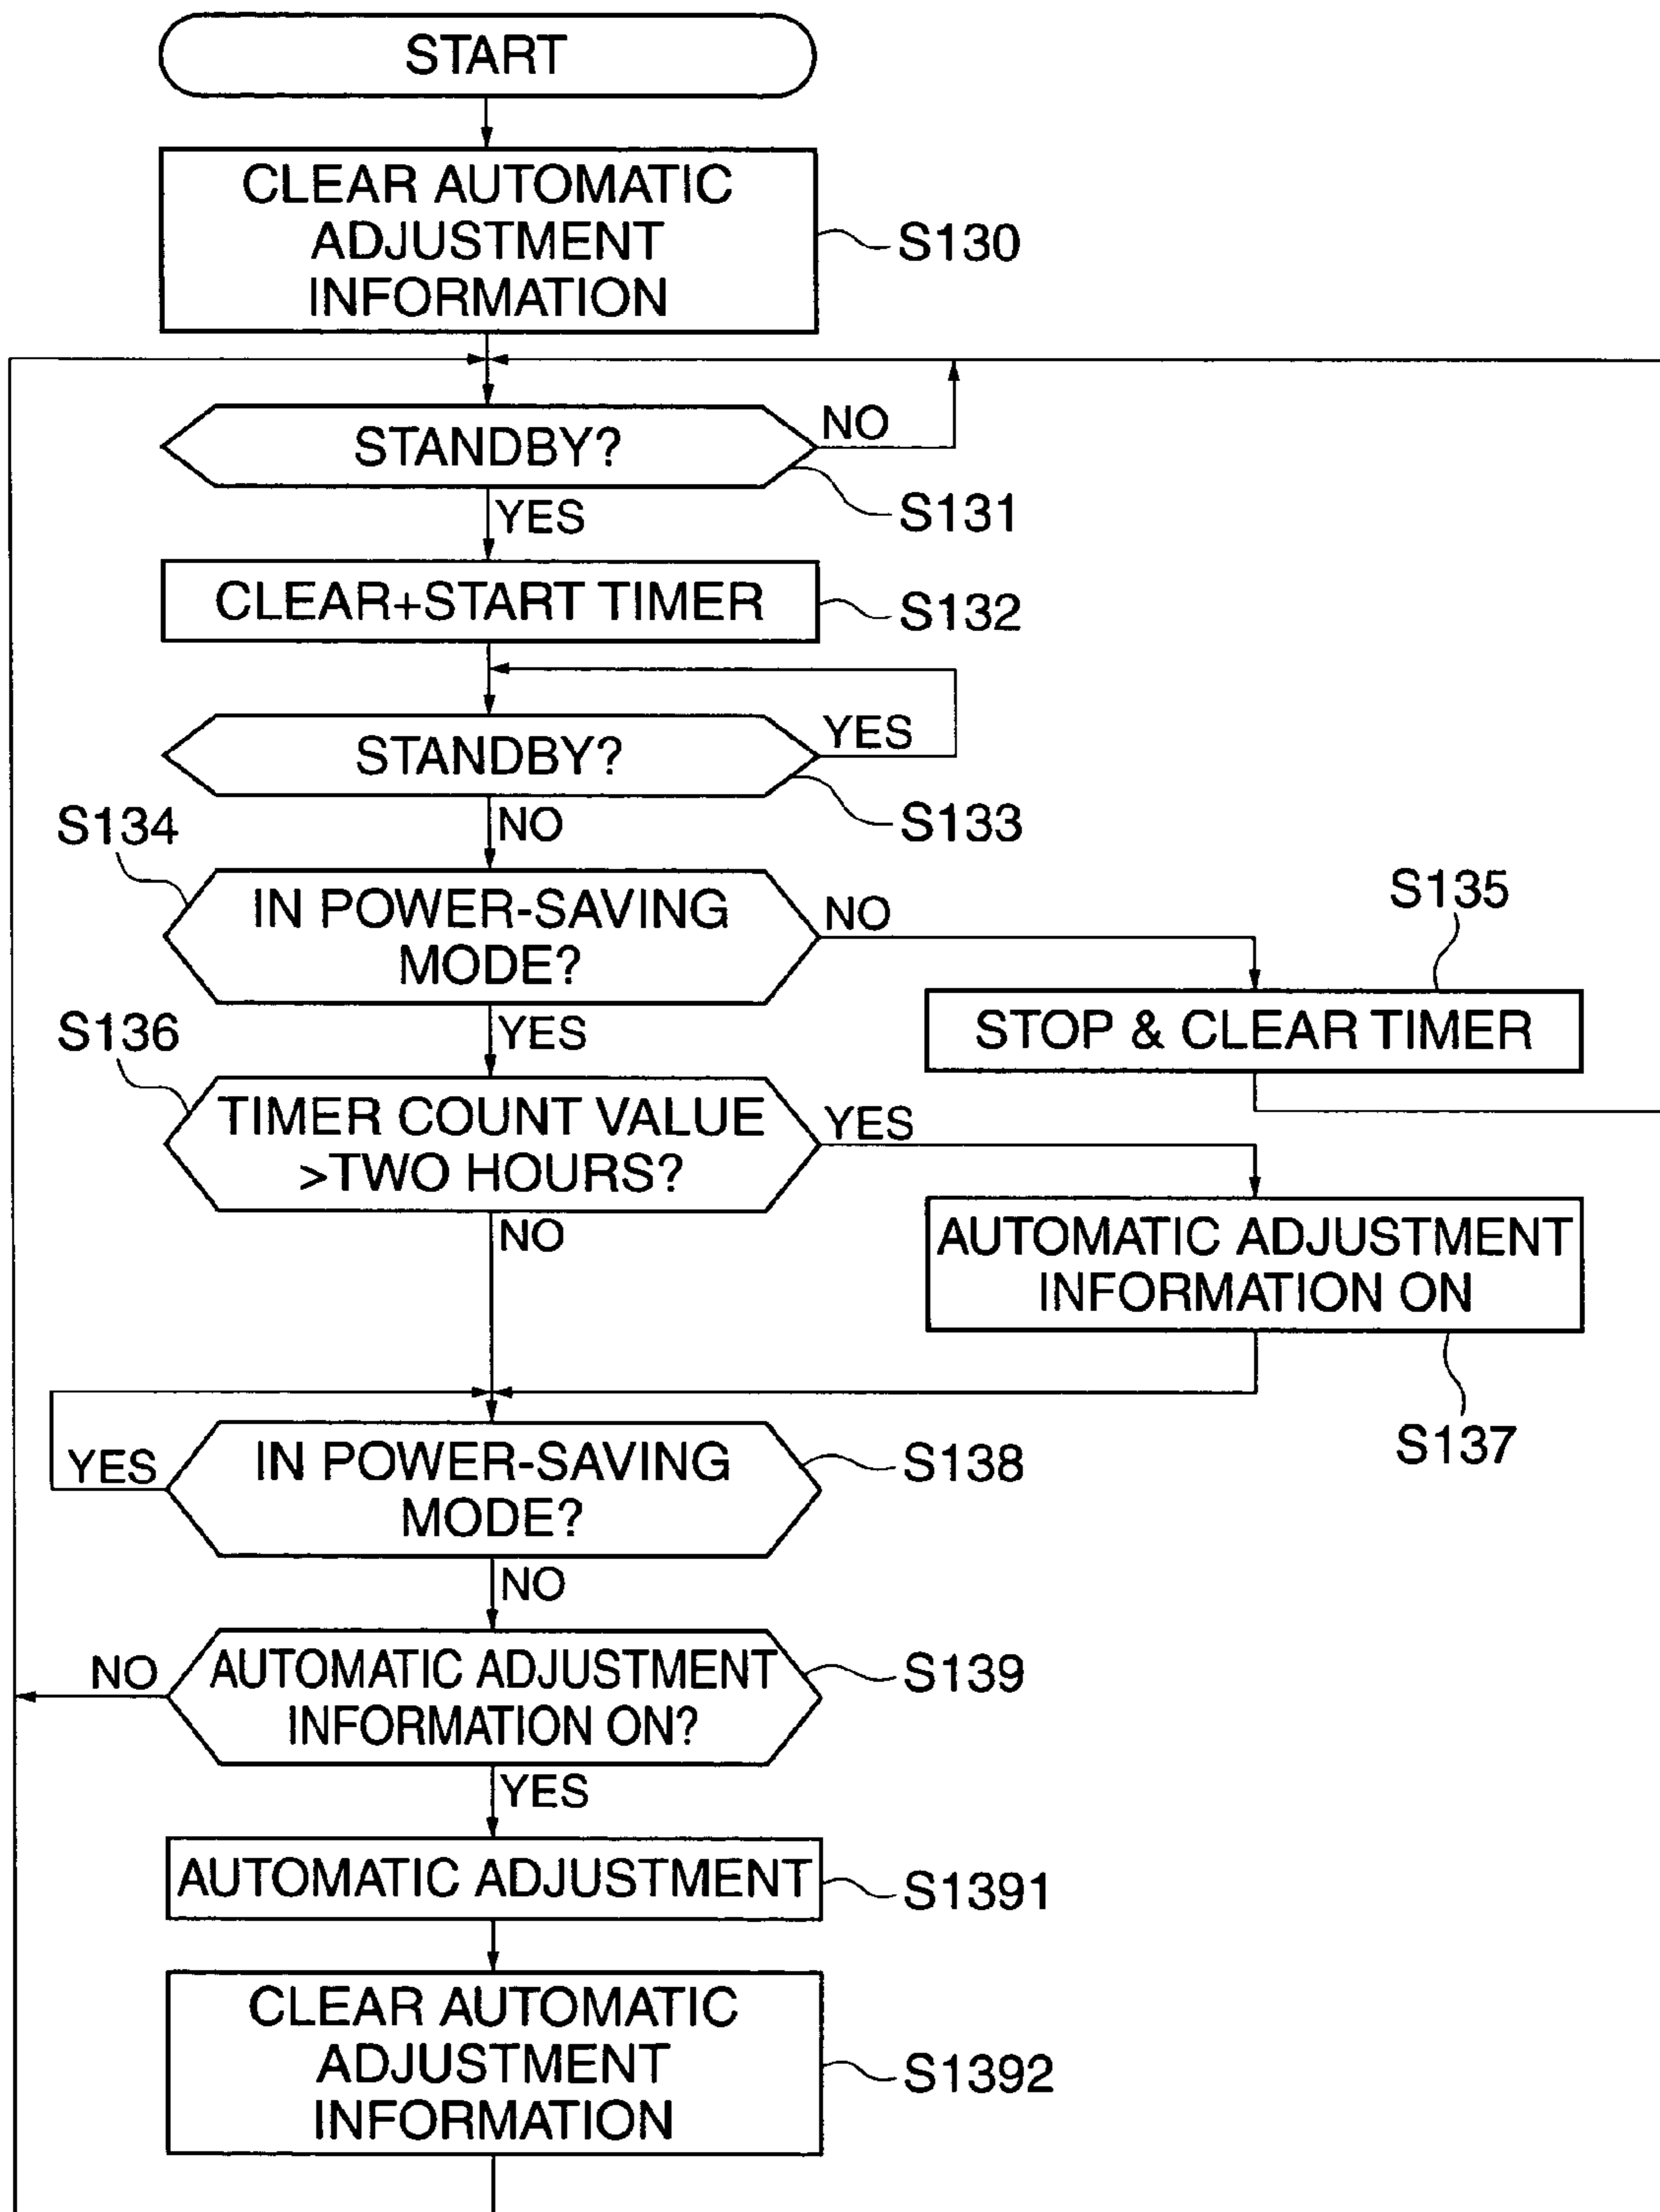 START
CLEAR AUTOMATIC
ADJUSTMENT
INFORMATION
S130
STANDBY?
NO
S131
YES
CLEAR+START TIMER
S132
STANDBY?
YES
S133
NO
S134
IN POWER-SAVING
MODE?
NO
S135
STOP & CLEAR TIMER
YES
S136
TIMER COUNT VALUE
>TWO HOURS?
YES
AUTOMATIC ADJUSTMENT
INFORMATION ON
S137
NO
IN POWER-SAVING
MODE?
YES
S138
NO
AUTOMATIC ADJUSTMENT
INFORMATION ON?
NO
S139
YES
AUTOMATIC ADJUSTMENT
S1391
CLEAR AUTOMATIC
ADJUSTMENT
INFORMATION
S1392